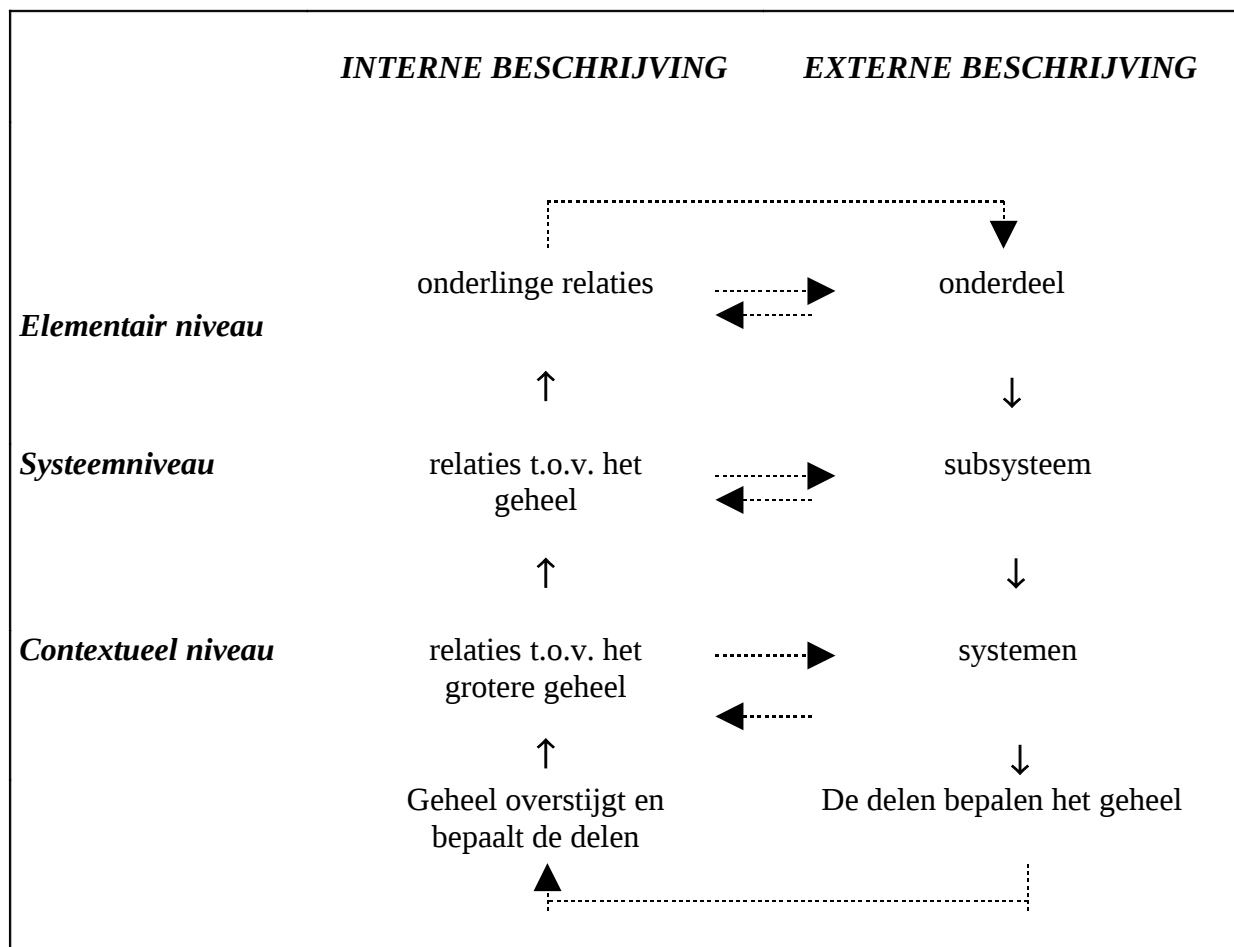 INTERNE BESCHRIJVING EXTERNE BESCHRIJVING
onderlinge relaties onderdeel
Elementair niveau
Systeemniveau relaties t.o.v. het subsysteem
geheel
Contextueel niveau relaties t.o.v. het systemen
grotere geheel
Geheel overstijgt en De delen bepalen het geheel
bepaalt de delen